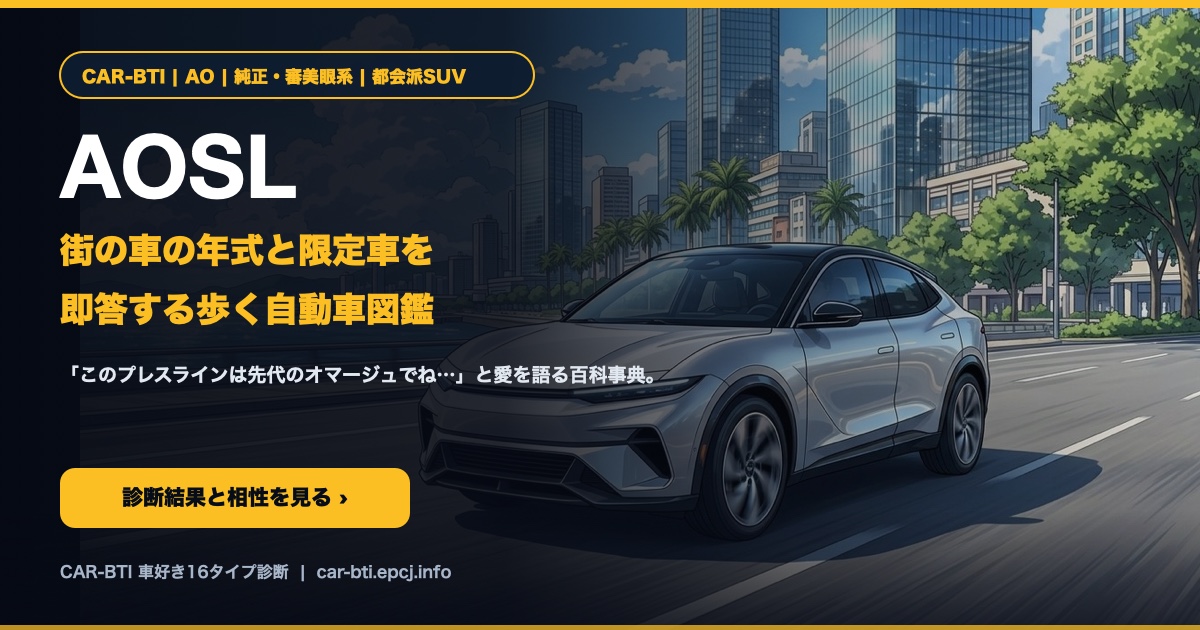 CAR-BTI | AO | 純正・審美眼系 | 都会派SUV
AOSL
街の車の年式と限定車を
即答する歩く自動車図鑑
「このプレスラインは先代のオマージュでね…」と愛を語る百科事典。
診断結果と相性を見る ›
CAR-BTI 車好き16タイプ診断 | car-bti.epcj.info